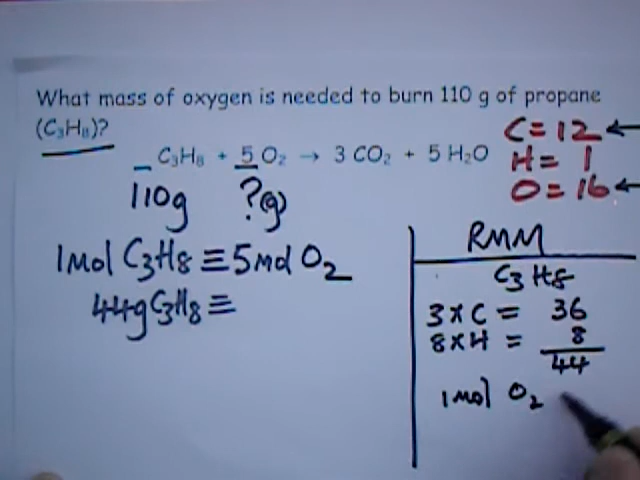 What mass of oxygen is needed to burn 110 g of propane
(C₃H₈)?
C = 12 ←
_ C₃H₈ + 5 O₂ → 3 CO₂ + 5 H₂O
H = 1
O = 16 ←
110g ?(g)
RMM
1 mol C₃H₈ ≡ 5 mol O₂
C₃H₈
44g C₃H₈ ≡
3 x C = 36
8 x H = 8
44
1 mol O₂